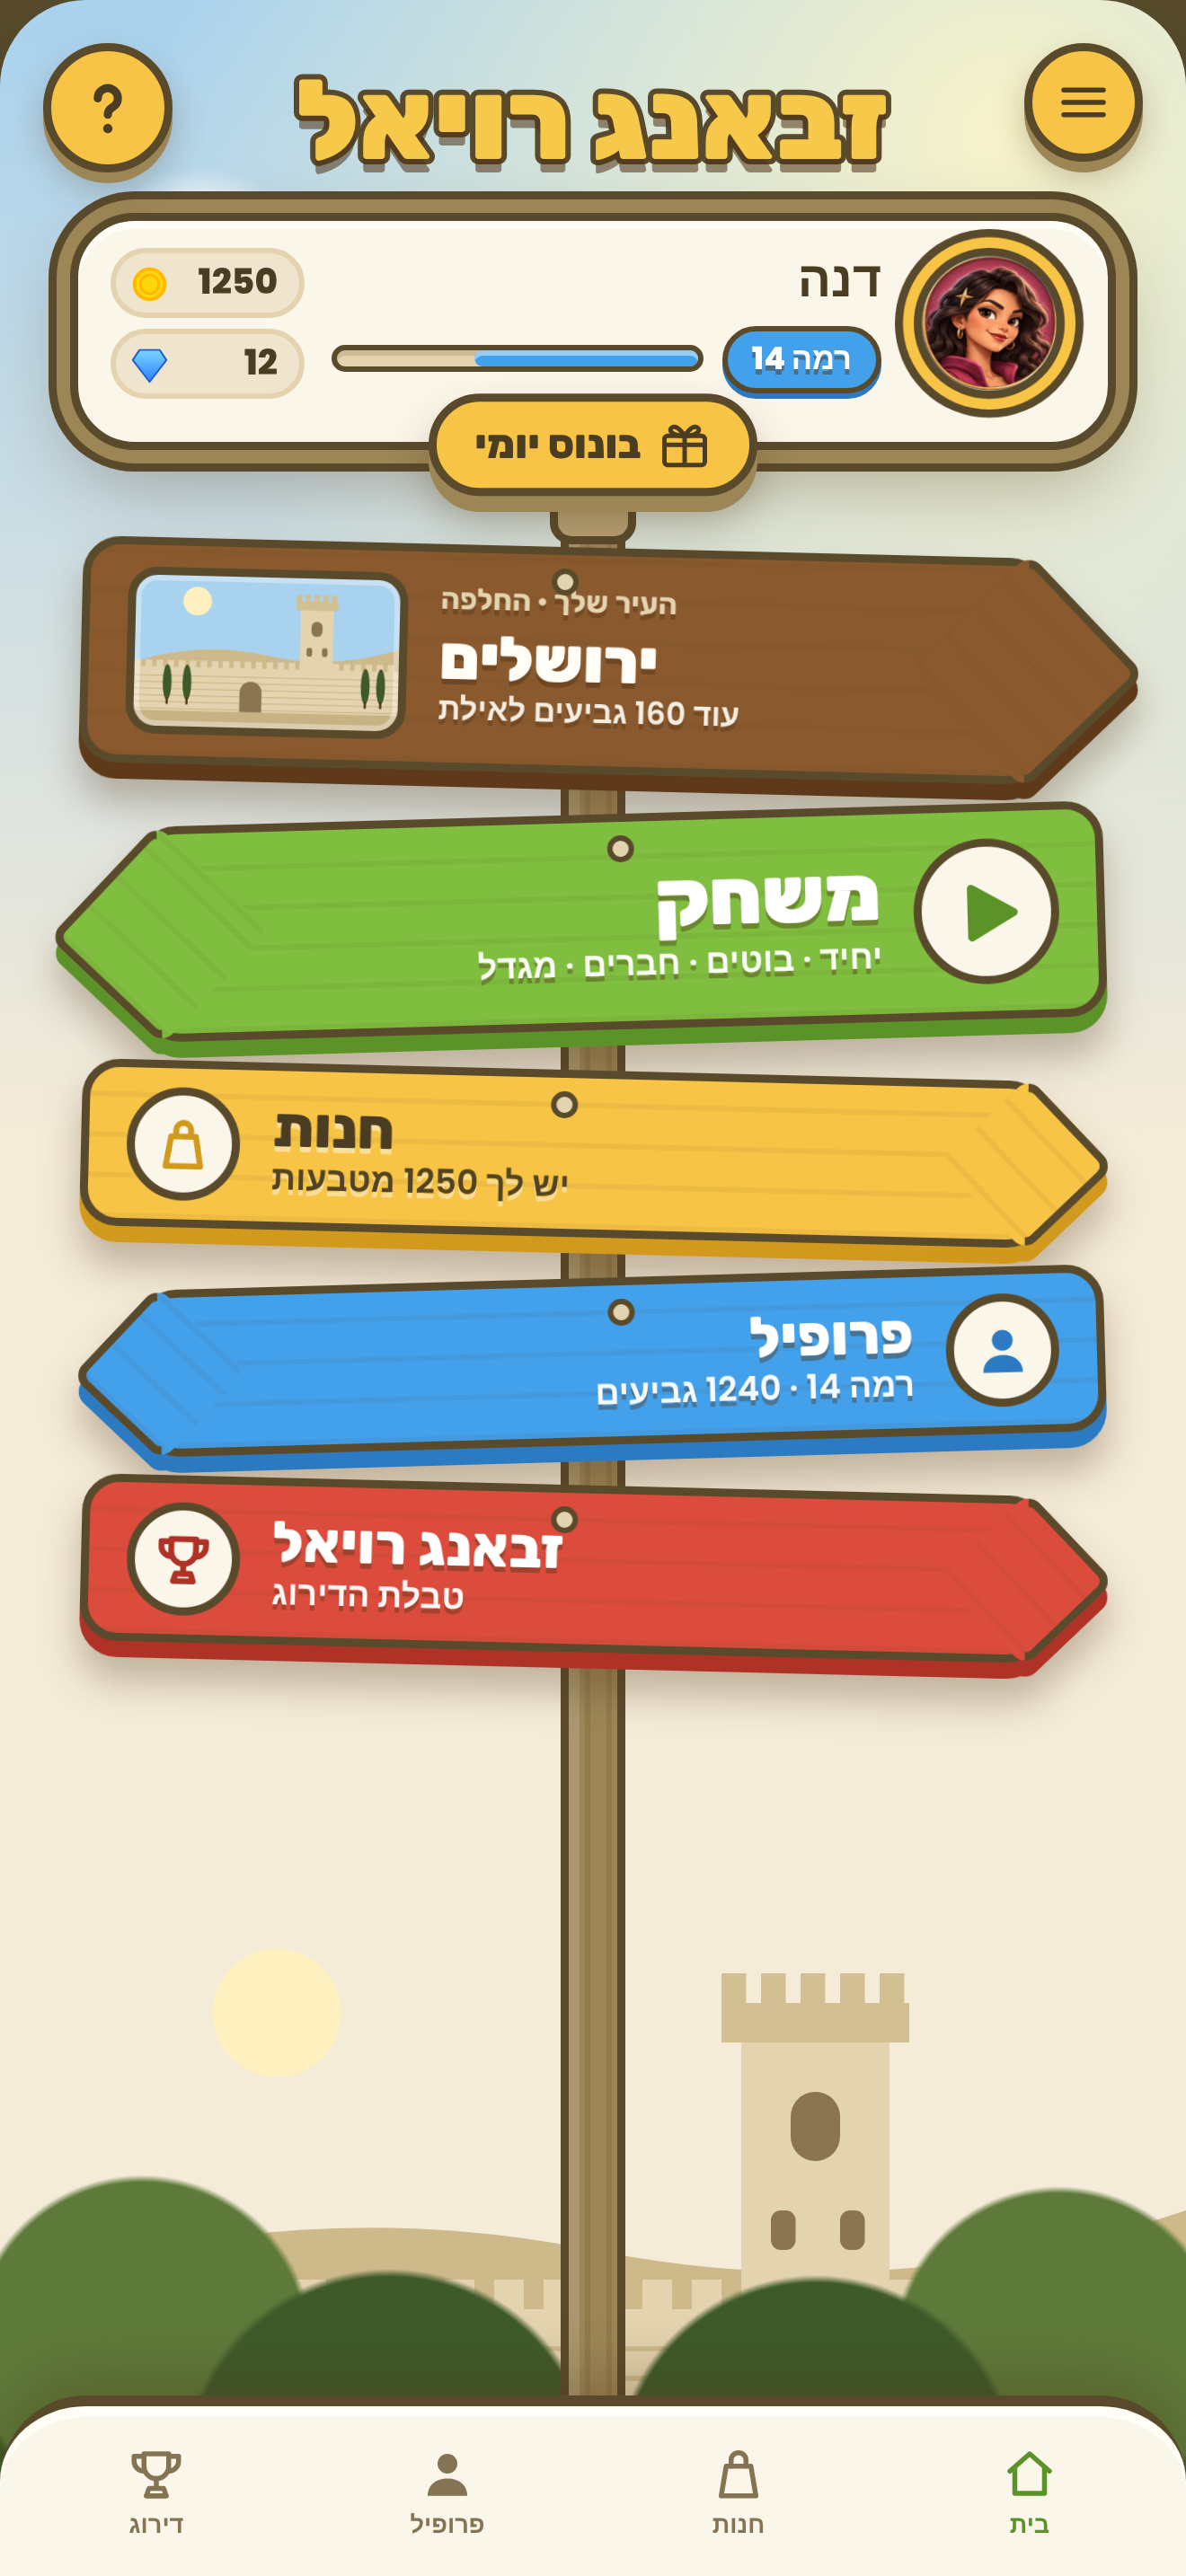 ?
זבאנג רויאל
דנה
1250
רמה 14
12
בונוס יומי
העיר שלך · החלפה
ירושלים
עוד 160 גביעים לאילת
משחק
יחיד · בוטים · חברים · מגדל
חנות
יש לך 1250 מטבעות
פרופיל
רמה 14 · 1240 גביעים
זבאנג רויאל
טבלת הדירוג
בית
חנות
פרופיל
דירוג